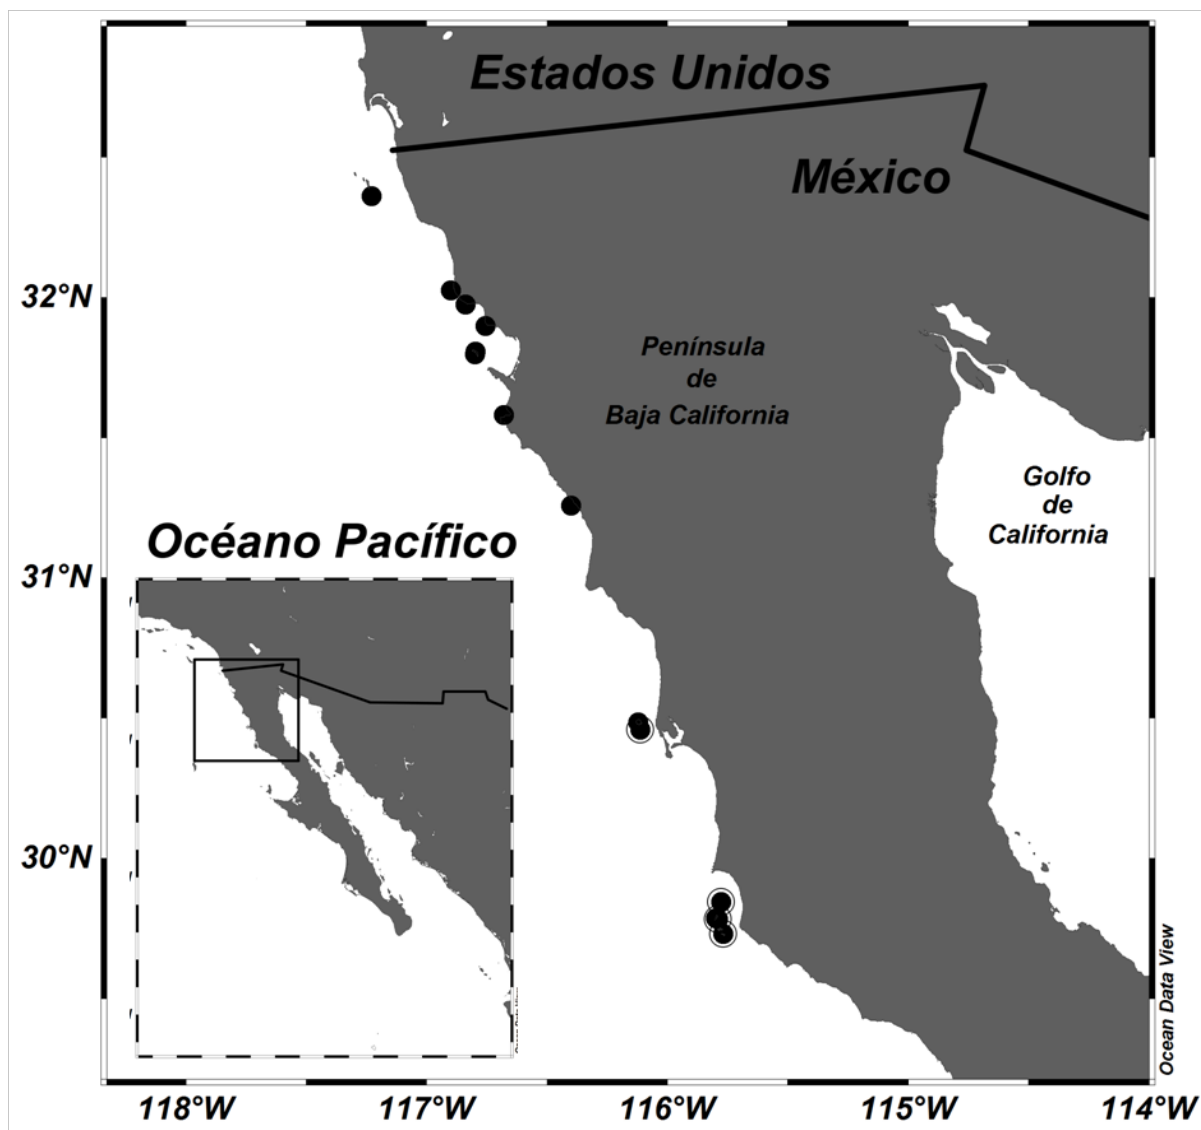 Estados Unidos
México
32°N
Península
de
Baja California
Golfo
de
California
Océano Pacífico
31°N
30°N
Ocean Data View
118°W
117°W
116°W
115°W
114°W